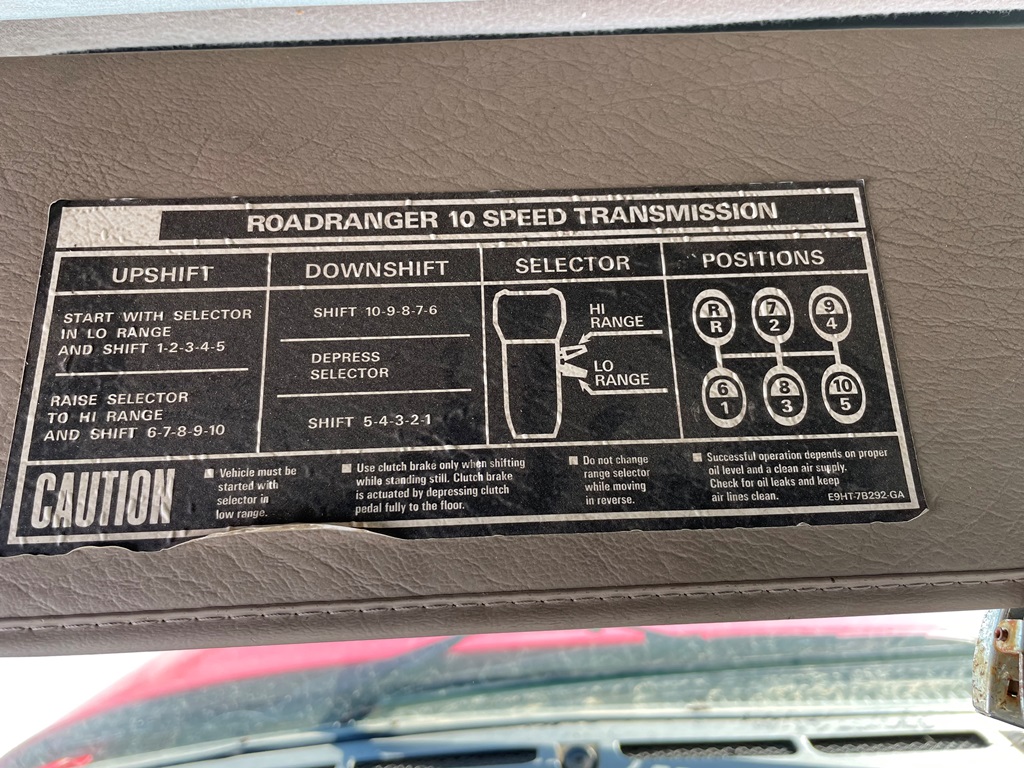 ROADRANGER 10 SPEED TRANSMISSION
UPSHIFT
START WITH SELECTOR
IN LO RANGE
AND SHIFT 1-2-3-4-5
RAISE SELECTOR
TO HI RANGE
AND SHIFT 6-7-8-9-10
DOWNSHIFT
SHIFT 10-9-8-7-6
DEPRESS
SELECTOR
SHIFT 5-4-3-2-1
SELECTOR
HI
RANGE
LO
RANGE
POSITIONS
R 7 9
R 2 4
6 8 10
1 3 5
CAUTION
Vehicle must be
started with
selector in
low range.
Use clutch brake only when shifting
while standing still. Clutch brake
is actuated by depressing clutch
pedal fully to the floor.
Do not change
range selector
while moving
in reverse.
Successful operation depends on proper
oil level and a clean air supply.
Check for oil leaks and keep
air lines clean.
E9HT-7B292-GA